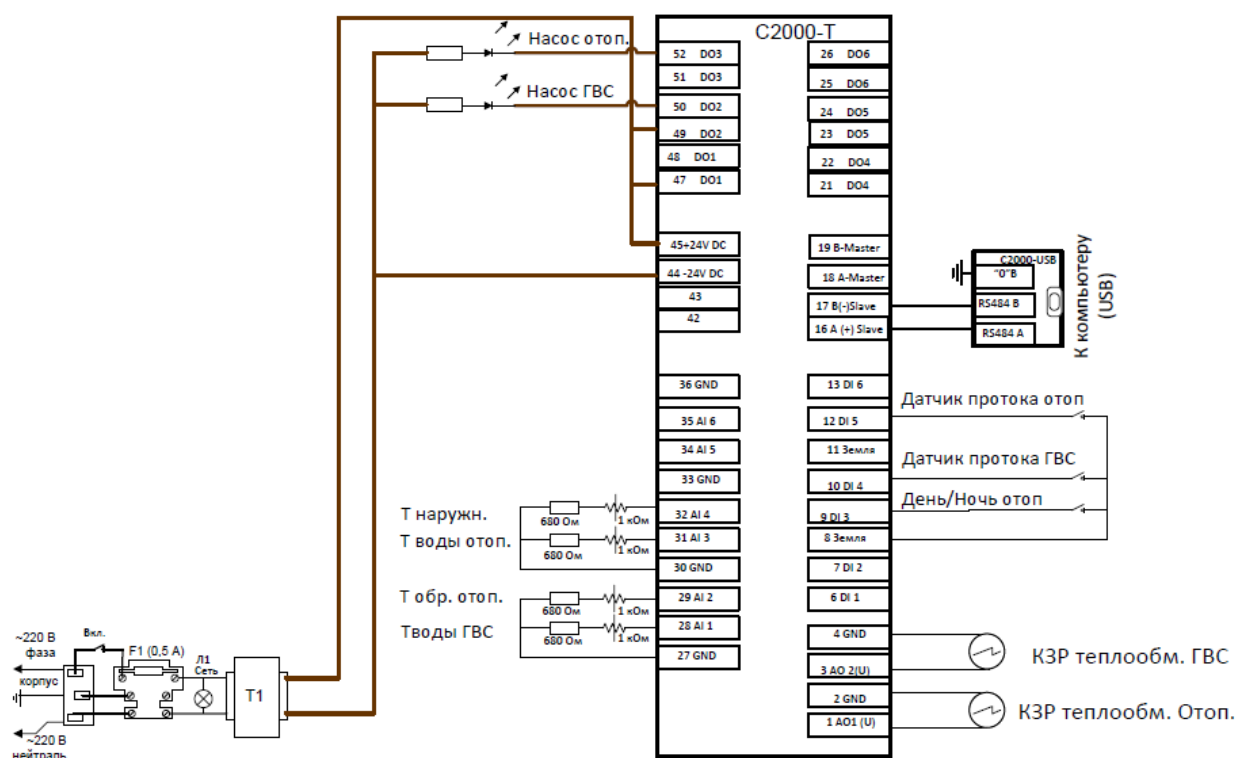 С2000-Т
Насос отоп.
Насос ГВС
52 DO3
51 DO3
50 DO2
49 DO2
48 DO1
47 DO1
45+24V DC
44 -24V DC
43
42
36 GND
35 AI 6
34 AI 5
33 GND
32 AI 4
31 AI 3
30 GND
29 AI 2
28 AI 1
27 GND
26 DO6
25 DO6
24 DO5
23 DO5
22 DO4
21 DO4
19 B-Master
18 A-Master
17 B(-)Slave
16 A (+) Slave
13 DI 6
12 DI 5
11 Земля
10 DI 4
9 DI 3
8 Земля
7 DI 2
6 DI 1
4 GND
3 AO 2(U)
2 GND
1 AO1 (U)
C2000-USB
"0"В
RS484 B
RS484 A
К компьютеру
(USB)
Датчик протока отоп
Датчик протока ГВС
День/Ночь отоп
КЗР теплообм. ГВС
КЗР теплообм. Отоп.
Т наружн.
680 Ом
1 кОм
Т воды отоп.
680 Ом
1 кОм
Т обр. отоп.
680 Ом
1 кОм
Тводы ГВС
680 Ом
1 кОм
~220 В
фаза
Вкл.
F1 (0,5 А)
Л1
Сеть
корпус
Т1
~220 В
нейтраль